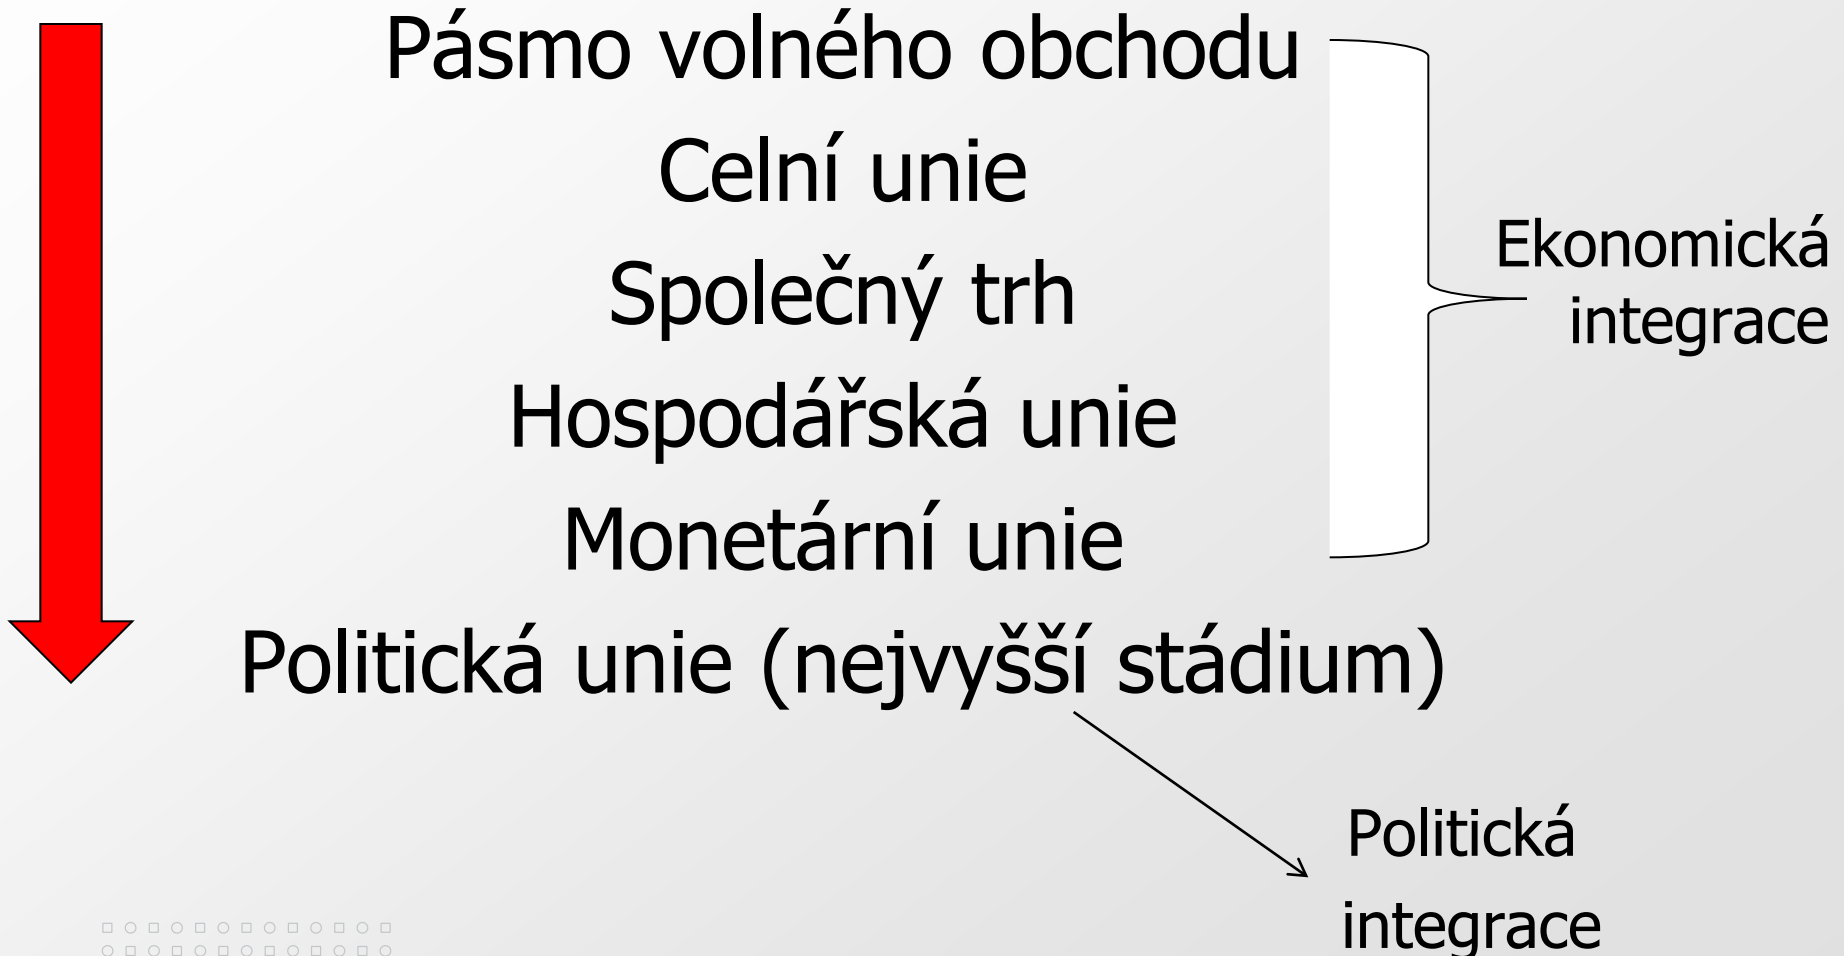 Pásmo volného obchodu
Celní unie
Společný trh
Hospodářská unie
Monetární unie
Politická unie (nejvyšší stádium)
Ekonomická
integrace
Politická
integrace